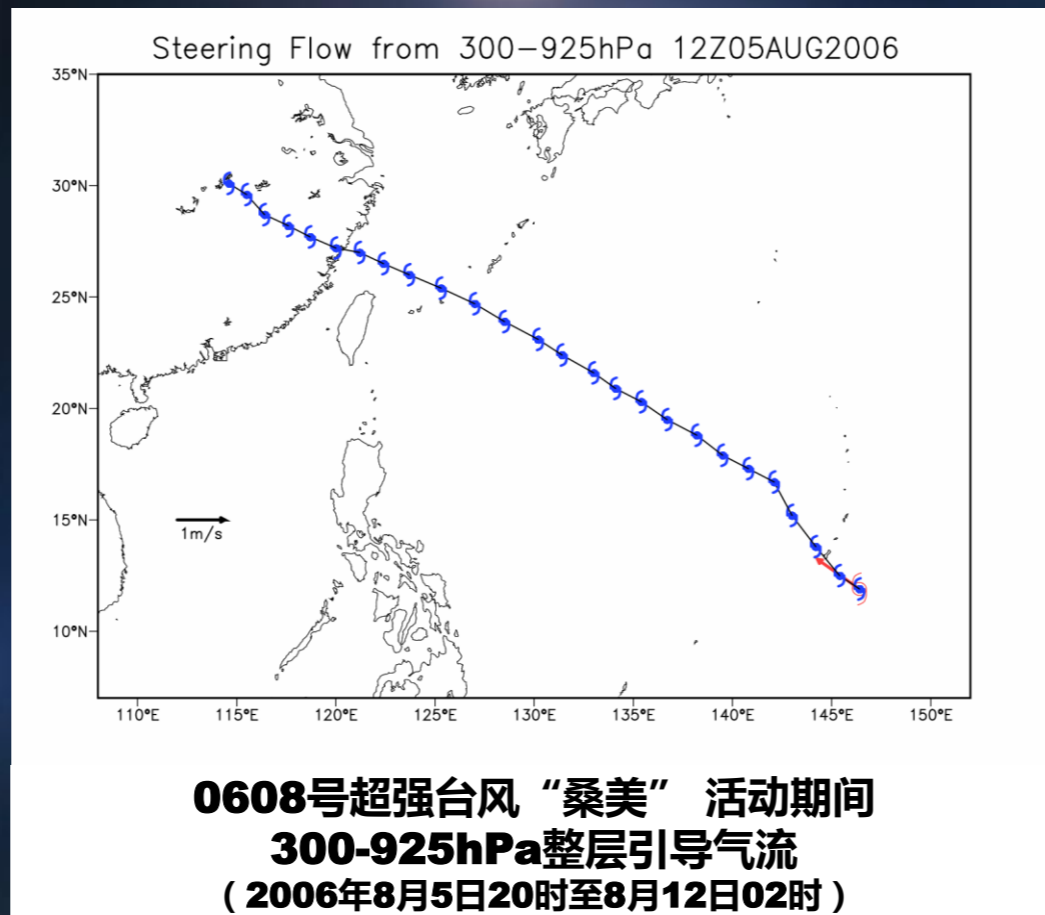 Steering Flow from 300-925hPa 12Z05AUG2006
35°N
30°N
25°N
20°N
15°N
10°N
1m/s
110°E 115°E 120°E 125°E 130°E 135°E 140°E 145°E 150°E
0608号超强台风“桑美” 活动期间
300-925hPa整层引导气流
(2006年8月5日20时至8月12日02时)